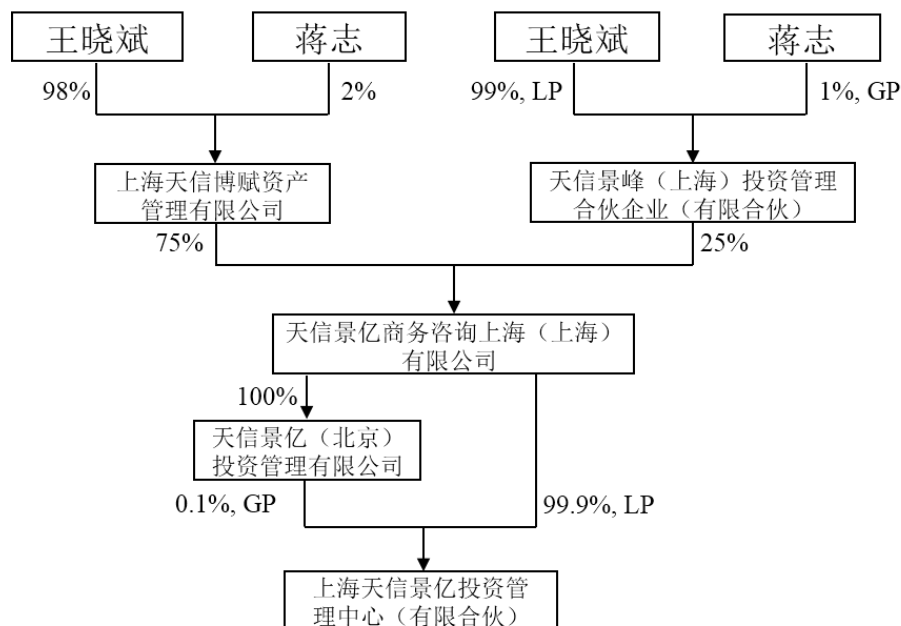 王晓斌
蒋志
王晓斌
蒋志
98%
2%
99%, LP
1%, GP
上海天信博赋资产
管理有限公司
天信景峰（上海）投资管理
合伙企业（有限合伙）
75%
25%
天信景亿商务咨询上海（上海）
有限公司
100%
天信景亿（北京）
投资管理有限公司
0.1%, GP
99.9%, LP
上海天信景亿投资管
理中心（有限合伙）